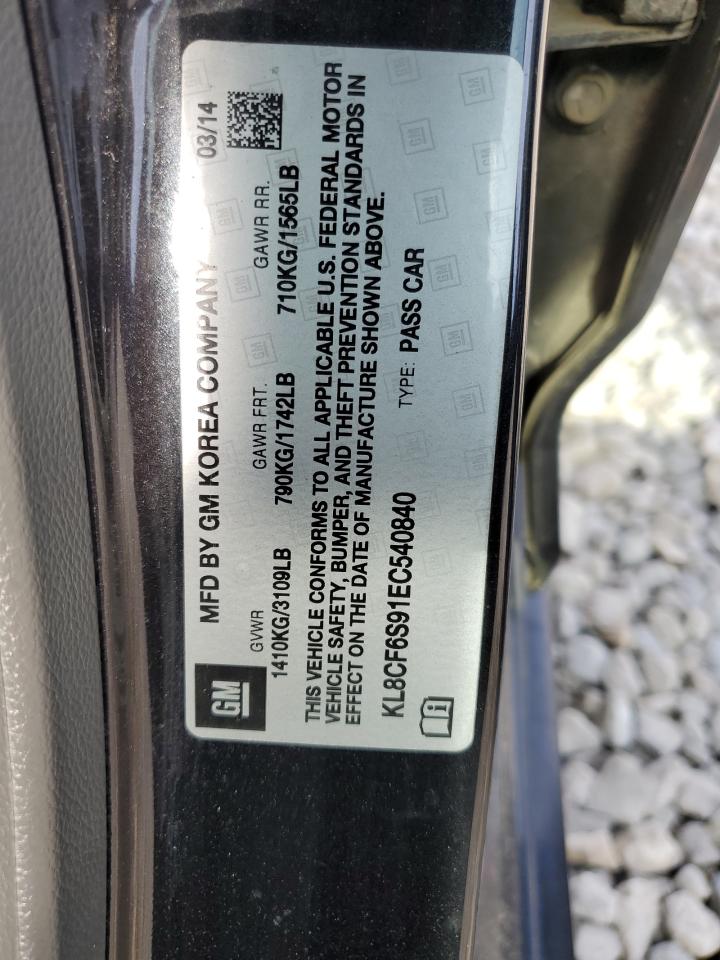 MFD BY GM KOREA COMPANY 03/14
GVWR GAWR FRT. GAWR RR.
1410KG/3109LB 790KG/1742LB 710KG/1565LB
THIS VEHICLE CONFORMS TO ALL APPLICABLE U.S. FEDERAL MOTOR
VEHICLE SAFETY, BUMPER, AND THEFT PREVENTION STANDARDS IN
EFFECT ON THE DATE OF MANUFACTURE SHOWN ABOVE.
KL8CF6S91EC540840 TYPE: PASS CAR
GM